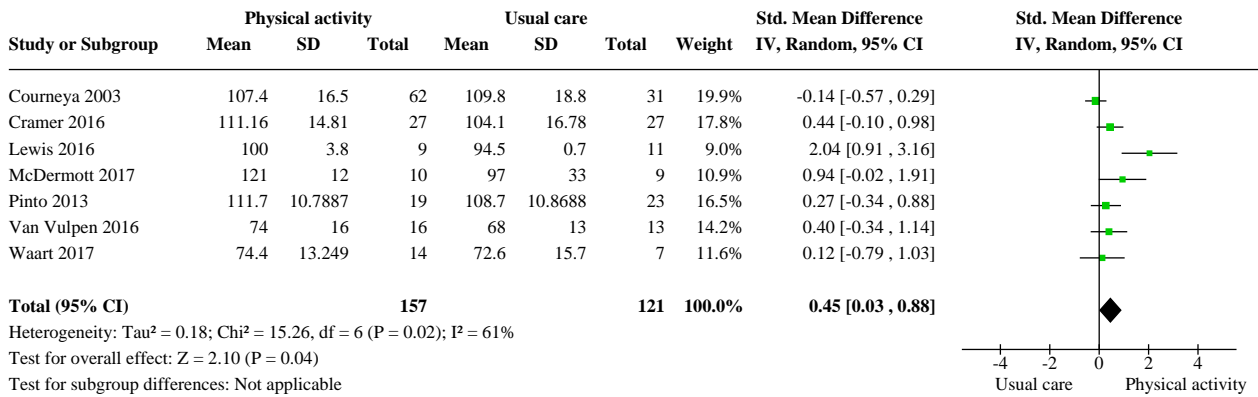 Physical activity Usual care Std. Mean Difference Std. Mean Difference
Study or Subgroup Mean SD Total Mean SD Total Weight IV, Random, 95% CI IV, Random, 95% CI
Courneya 2003 107.4 16.5 62 109.8 18.8 31 19.9% -0.14 [-0.57 , 0.29]
Cramer 2016 111.16 14.81 27 104.1 16.78 27 17.8% 0.44 [-0.10 , 0.98]
Lewis 2016 100 3.8 9 94.5 0.7 11 9.0% 2.04 [0.91 , 3.16]
McDermott 2017 121 12 10 97 33 9 10.9% 0.94 [-0.02 , 1.91]
Pinto 2013 111.7 10.7887 19 108.7 10.8688 23 16.5% 0.27 [-0.34 , 0.88]
Van Vulpen 2016 74 16 16 68 13 13 14.2% 0.40 [-0.34 , 1.14]
Waart 2017 74.4 13.249 14 72.6 15.7 7 11.6% 0.12 [-0.79 , 1.03]
Total (95% CI) 157 121 100.0% 0.45 [0.03 , 0.88]
Heterogeneity: Tau² = 0.18; Chi² = 15.26, df = 6 (P = 0.02); I² = 61%
Test for overall effect: Z = 2.10 (P = 0.04)
Test for subgroup differences: Not applicable
-4 -2 0 2 4
Usual care Physical activity